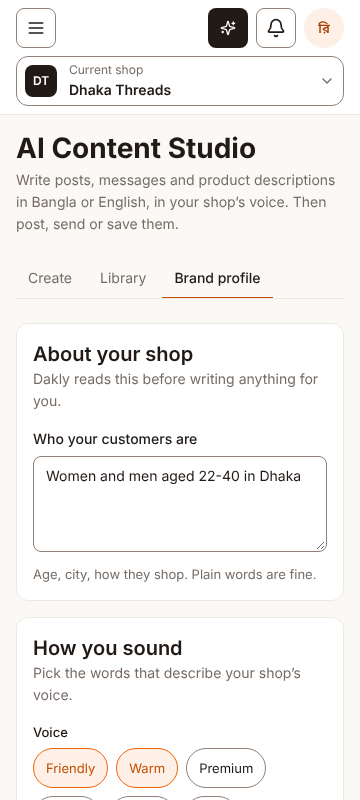 রি
DT
Current shop
Dhaka Threads
AI Content Studio
Write posts, messages and product descriptions
in Bangla or English, in your shop's voice. Then
post, send or save them.
Create
Library
Brand profile
About your shop
Dakly reads this before writing anything for
you.
Who your customers are
Women and men aged 22-40 in Dhaka
Age, city, how they shop. Plain words are fine.
How you sound
Pick the words that describe your shop's
voice.
Voice
Friendly
Warm
Premium